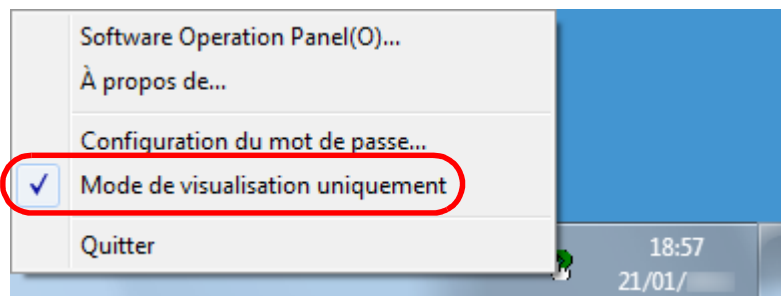 Software Operation Panel(O)...
À propos de...
Configuration du mot de passe...
Mode de visualisation uniquement
Quitter
18:57
21/01/